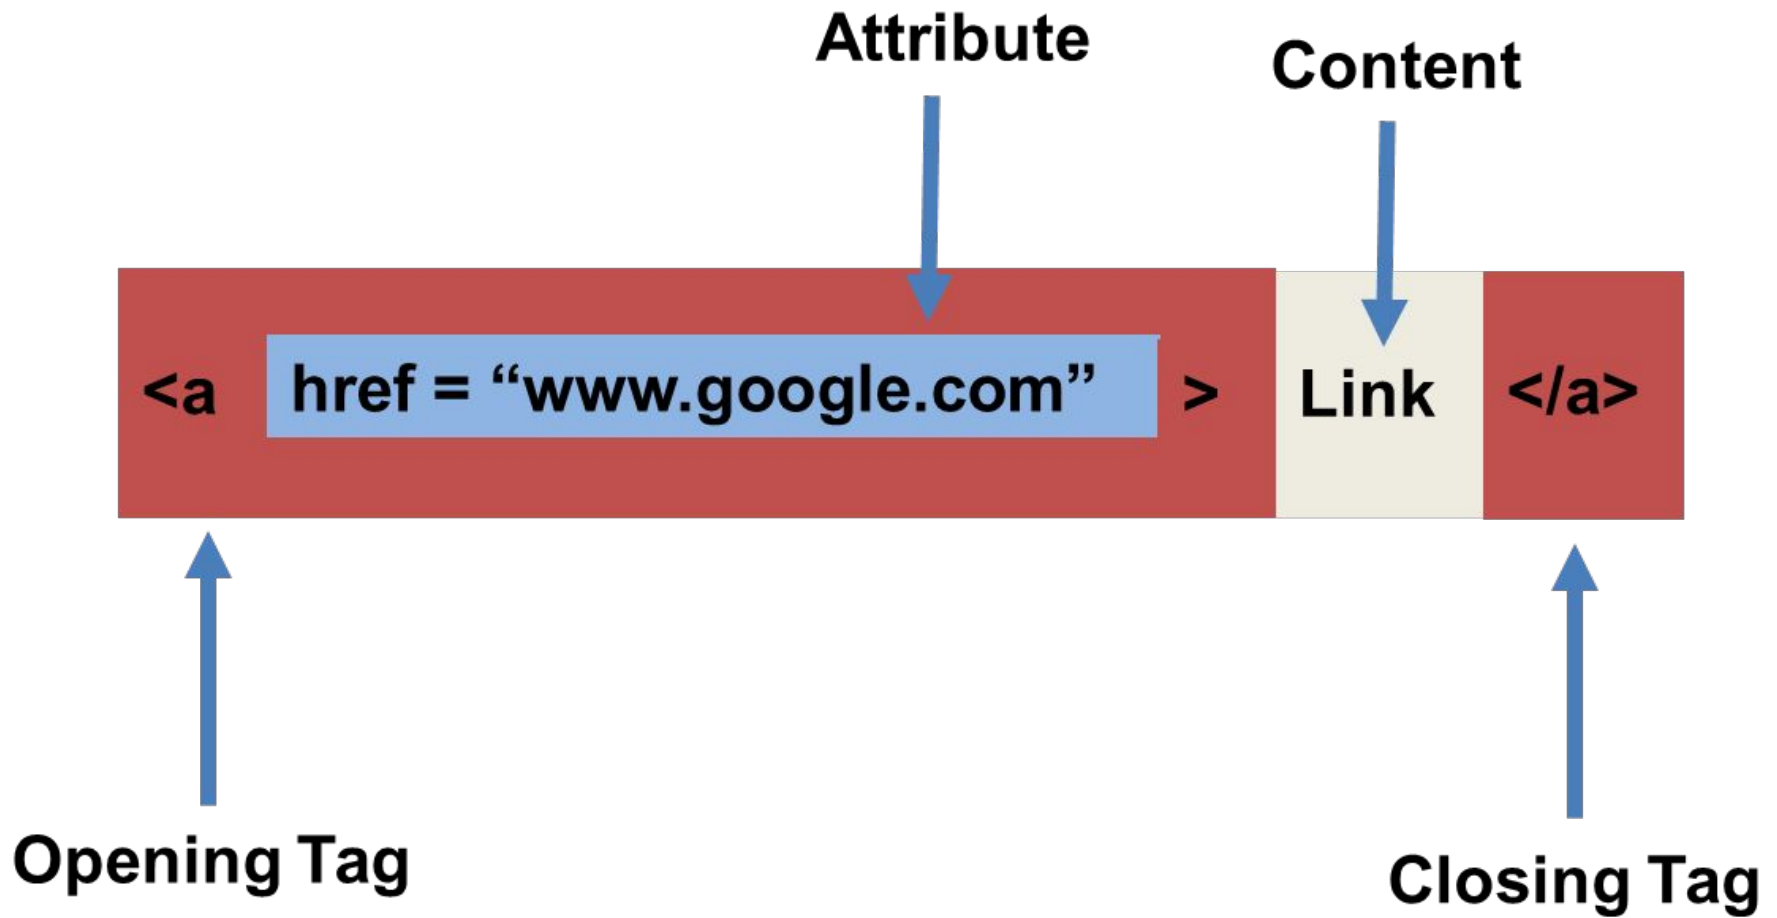 Attribute
Content
<a href = “www.google.com” > Link </a>
Opening Tag
Closing Tag